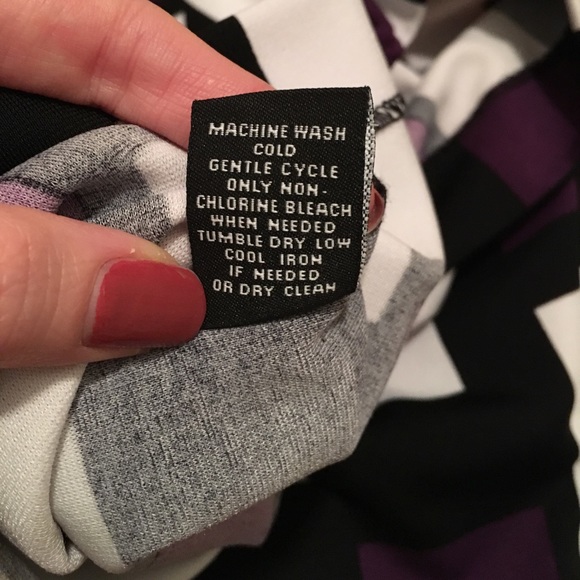 MACHINE WASH
COLD
GENTLE CYCLE
ONLY NON-
CHLORINE BLEACH
WHEN NEEDED
TUMBLE DRY LOW
COOL IRON
IF NEEDED
OR DRY CLEAN